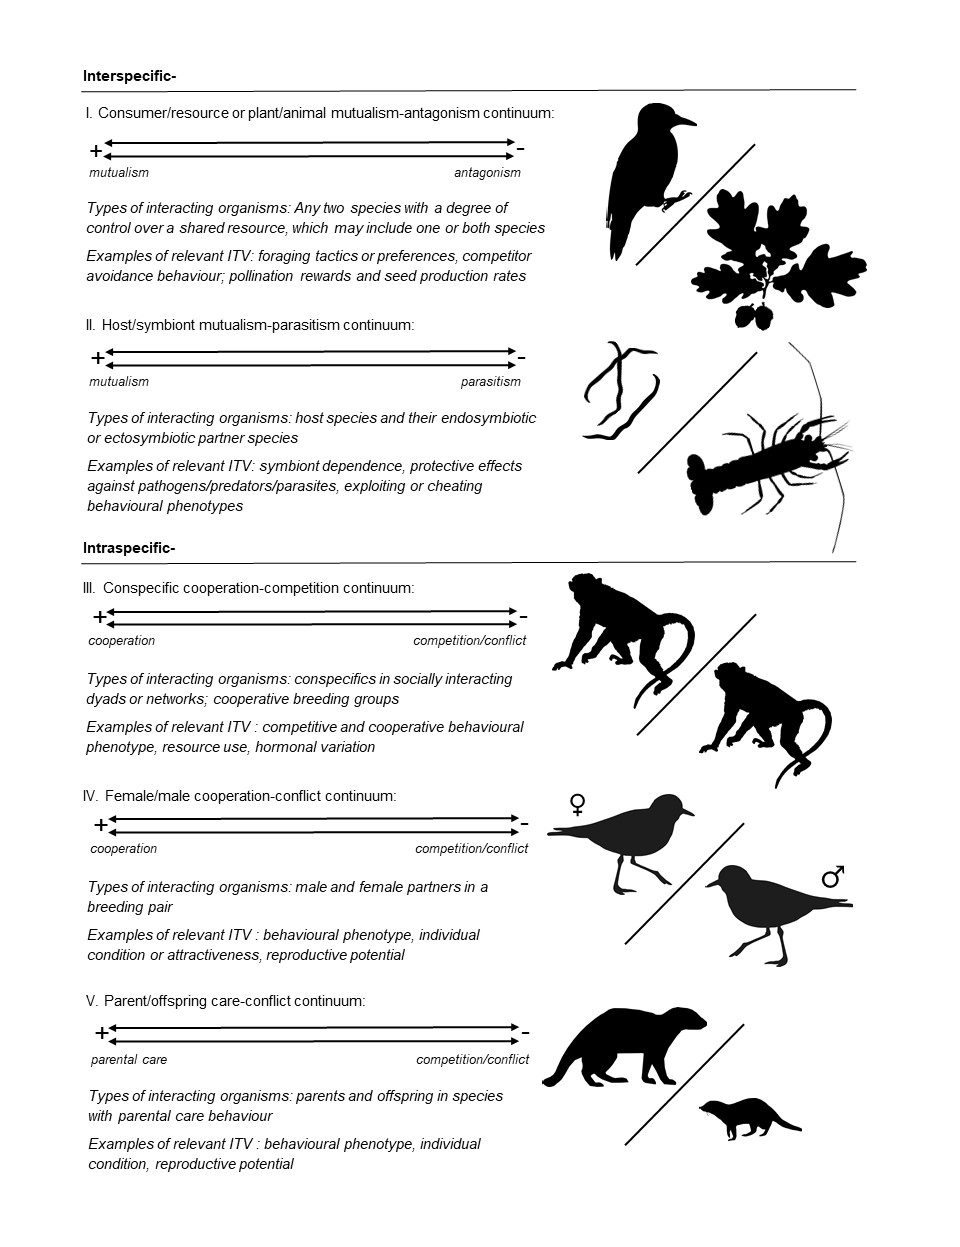 Interspecific-
I. Consumer/resource or plant/animal mutualism-antagonism continuum:
+ -
mutualism antagonism
Types of interacting organisms: Any two species with a degree of
control over a shared resource, which may include one or both species
Examples of relevant ITV: foraging tactics or preferences, competitor
avoidance behaviour; pollination rewards and seed production rates
II. Host/symbiont mutualism-parasitism continuum:
+ -
mutualism parasitism
Types of interacting organisms: host species and their endosymbiotic
or ectosymbiotic partner species
Examples of relevant ITV: symbiont dependence, protective effects
against pathogens/predators/parasites, exploiting or cheating
behavioural phenotypes
Intraspecific-
III. Conspecific cooperation-competition continuum:
+ -
cooperation competition/conflict
Types of interacting organisms: conspecifics in socially interacting
dyads or networks; cooperative breeding groups
Examples of relevant ITV : competitive and cooperative behavioural
phenotype, resource use, hormonal variation
IV. Female/male cooperation-conflict continuum:
+ -
cooperation competition/conflict
♀
♂
Types of interacting organisms: male and female partners in a
breeding pair
Examples of relevant ITV : behavioural phenotype, individual
condition or attractiveness, reproductive potential
V. Parent/offspring care-conflict continuum:
+ -
parental care competition/conflict
Types of interacting organisms: parents and offspring in species
with parental care behaviour
Examples of relevant ITV : behavioural phenotype, individual
condition, reproductive potential